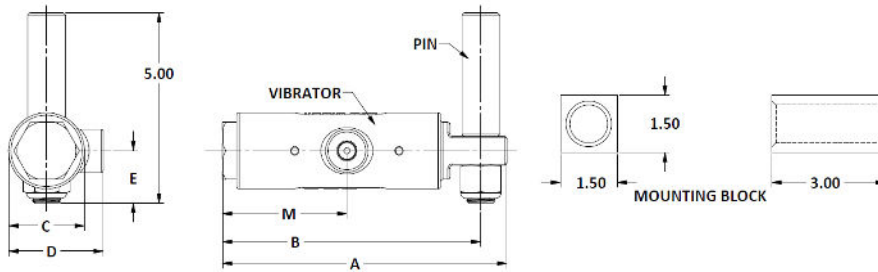 PIN
5.00
VIBRATOR
1.50
E
M
1.50
3.00
MOUNTING BLOCK
C
B
D
A